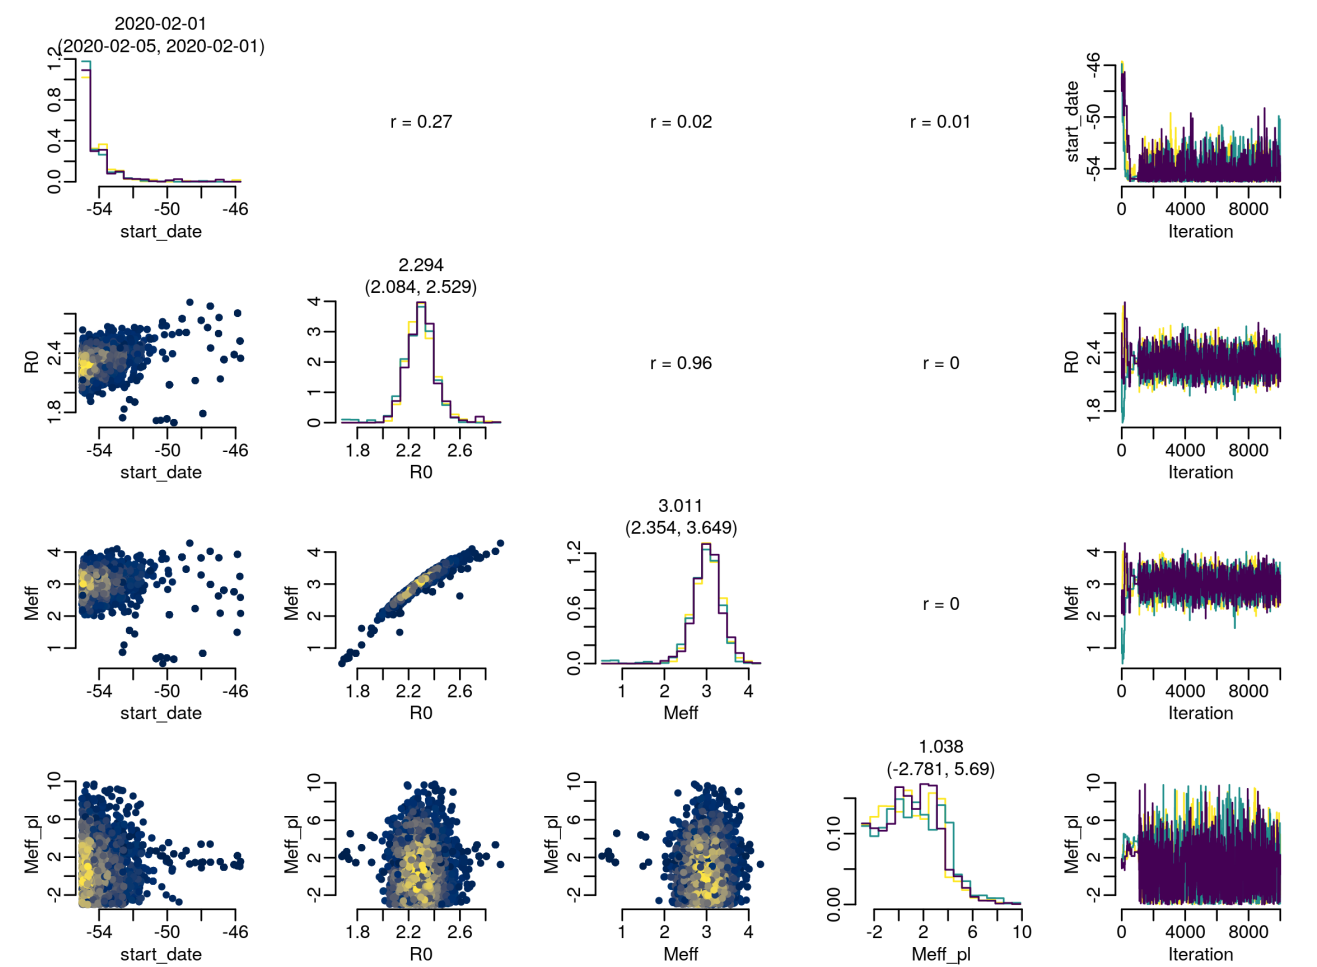 2020-02-01
(2020-02-05, 2020-02-01)
0.0 0.4 0.8 1.2
-54 -50 -46
start_date
r = 0.27
r = 0.02
r = 0.01
start_date
-54 -50 -46
0 4000 8000
Iteration
R0
1.8 2.4
-54 -50 -46
start_date
2.294
(2.084, 2.529)
0 1 2 3 4
1.8 2.2 2.6
R0
r = 0.96
r = 0
R0
1.8 2.4
0 4000 8000
Iteration
Meff
1 2 3 4
-54 -50 -46
start_date
Meff
1 2 3 4
1.8 2.2 2.6
R0
3.011
(2.354, 3.649)
0.0 0.6 1.2
1 2 3 4
Meff
r = 0
Meff
1 2 3 4
0 4000 8000
Iteration
Meff_pl
-2 2 6 10
-54 -50 -46
start_date
Meff_pl
-2 2 6 10
1.8 2.2 2.6
R0
Meff_pl
-2 2 6 10
1 2 3 4
Meff
1.038
(-2.781, 5.69)
0.00 0.10
-2 2 6 10
Meff_pl
Meff_pl
-2 2 6 10
0 4000 8000
Iteration